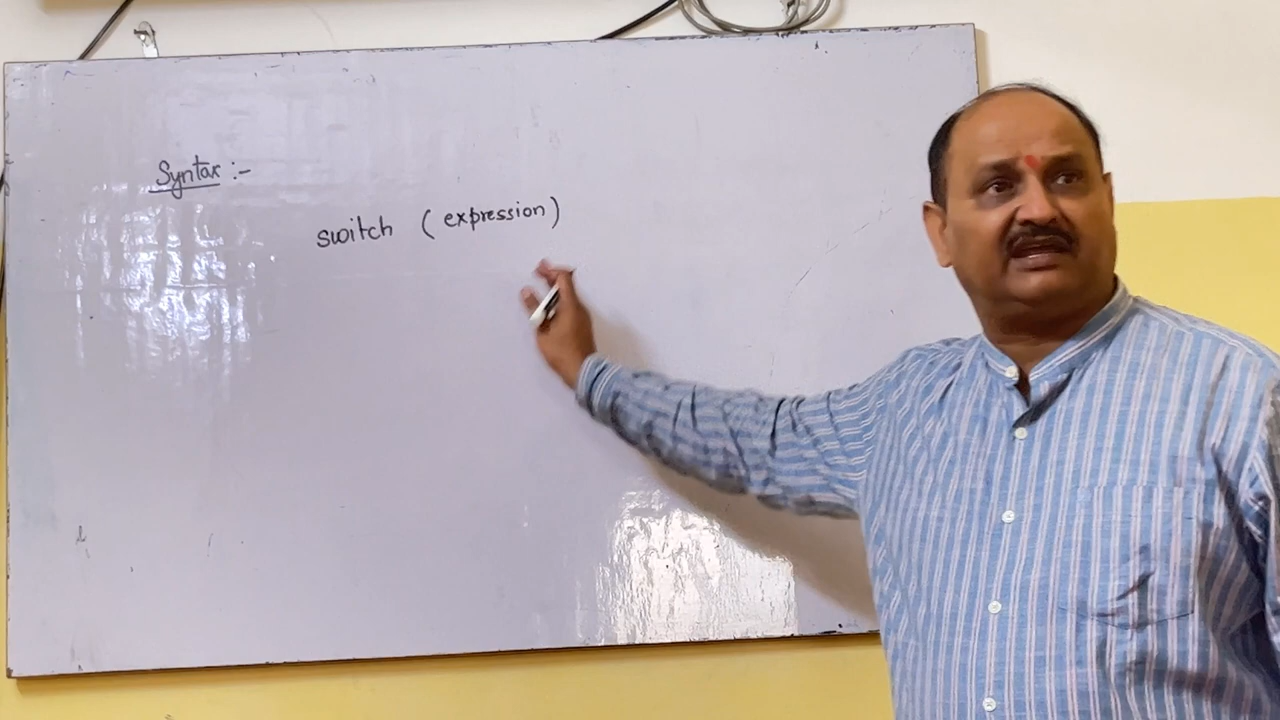 Syntax :-
switch ( expression )